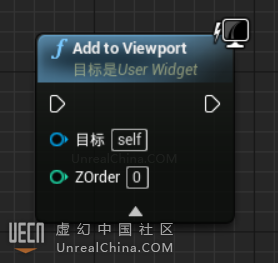 f Add to Viewport
目标是User Widget
目标 self
UnrealChina.COM
ZOrder 0
UECN 虚幻中国社区
UnrealChina.COM